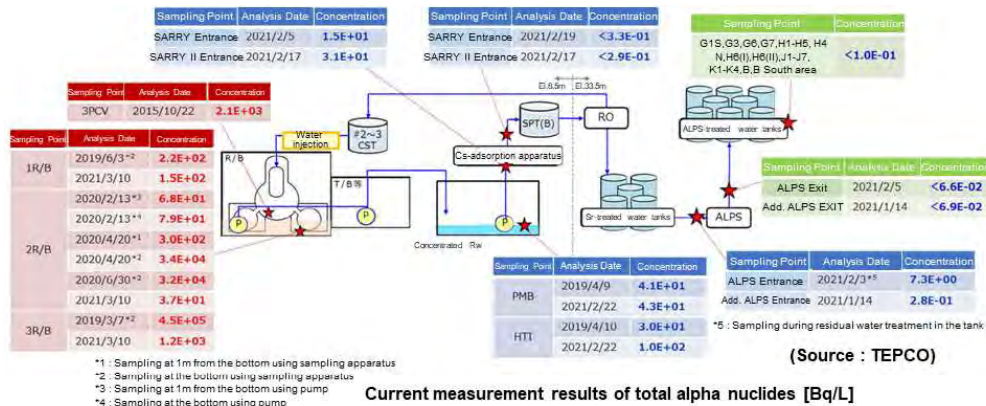 Sampling Point Analysis Date Concentration
SARRY Entrance 2021/2/5 1.5E+01
SARRY II Entrance 2021/2/17 3.1E+01
Sampling Point Analysis Date Concentration
SARRY Entrance 2021/2/19 <3.3E-01
SARRY II Entrance 2021/2/17 <2.9E-01
Sampling Point Concentration
G1S,G3,G6,G7,H1-H5, H4
N,H6(I),H6(II),J1-J7,
K1-K4,B,B South area
<1.0E-01
Sampling Point Analysis Date Concentration
3PCV 2015/10/22 2.1E+03
Sampling Point Analysis Date Concentration
1R/B 2019/6/3*2 2.2E+02
2021/3/10 1.5E+02
2R/B 2020/2/13*3 6.8E+01
2020/2/13*4 7.9E+01
2020/4/20*1 3.0E+02
2020/4/20*2 3.4E+04
2020/6/30*2 3.2E+04
2021/3/10 3.7E+01
3R/B 2019/3/7*2 4.5E+05
2021/3/10 1.2E+03
El.8.5m El.33.5m
Water
injection
#2～3
CST
SPT(B)
RO
Cs-adsorption apparatus
R/B
T/B等
P
P
P
Concentrated Rw
Sr-treated water tanks
ALPS
ALPS-treated water tanks
Sampling Point Analysis Date Concentration
ALPS Exit 2021/2/5 <6.6E-02
Add. ALPS EXIT 2021/1/14 <6.9E-02
Sampling Point Analysis Date Concentration
PMB 2019/4/9 4.1E+01
2021/2/22 4.3E+01
HTI 2019/4/10 3.0E+01
2021/2/22 1.0E+02
Sampling Point Analysis Date Concentration
ALPS Entrance 2021/2/3*5 7.3E+00
Add. ALPS Entrance 2021/1/14 2.8E-01
*5 : Sampling during residual water treatment in the tank
(Source : TEPCO)
*1 : Sampling at 1m from the bottom using sampling apparatus
*2 : Sampling at the bottom using sampling apparatus
*3 : Sampling at 1m from the bottom using pump
*4 : Sampling at the bottom using pump
Current measurement results of total alpha nuclides [Bq/L]